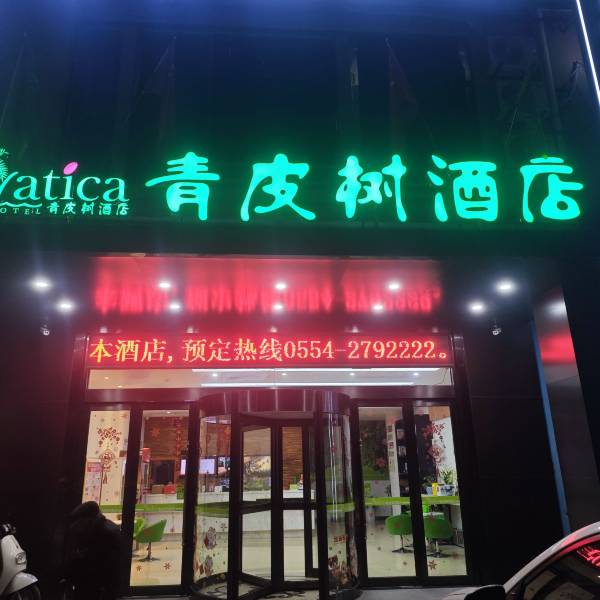 青皮树酒店
vatica
HOTEL 青皮树酒店
本酒店,预定热线0554-2792222。